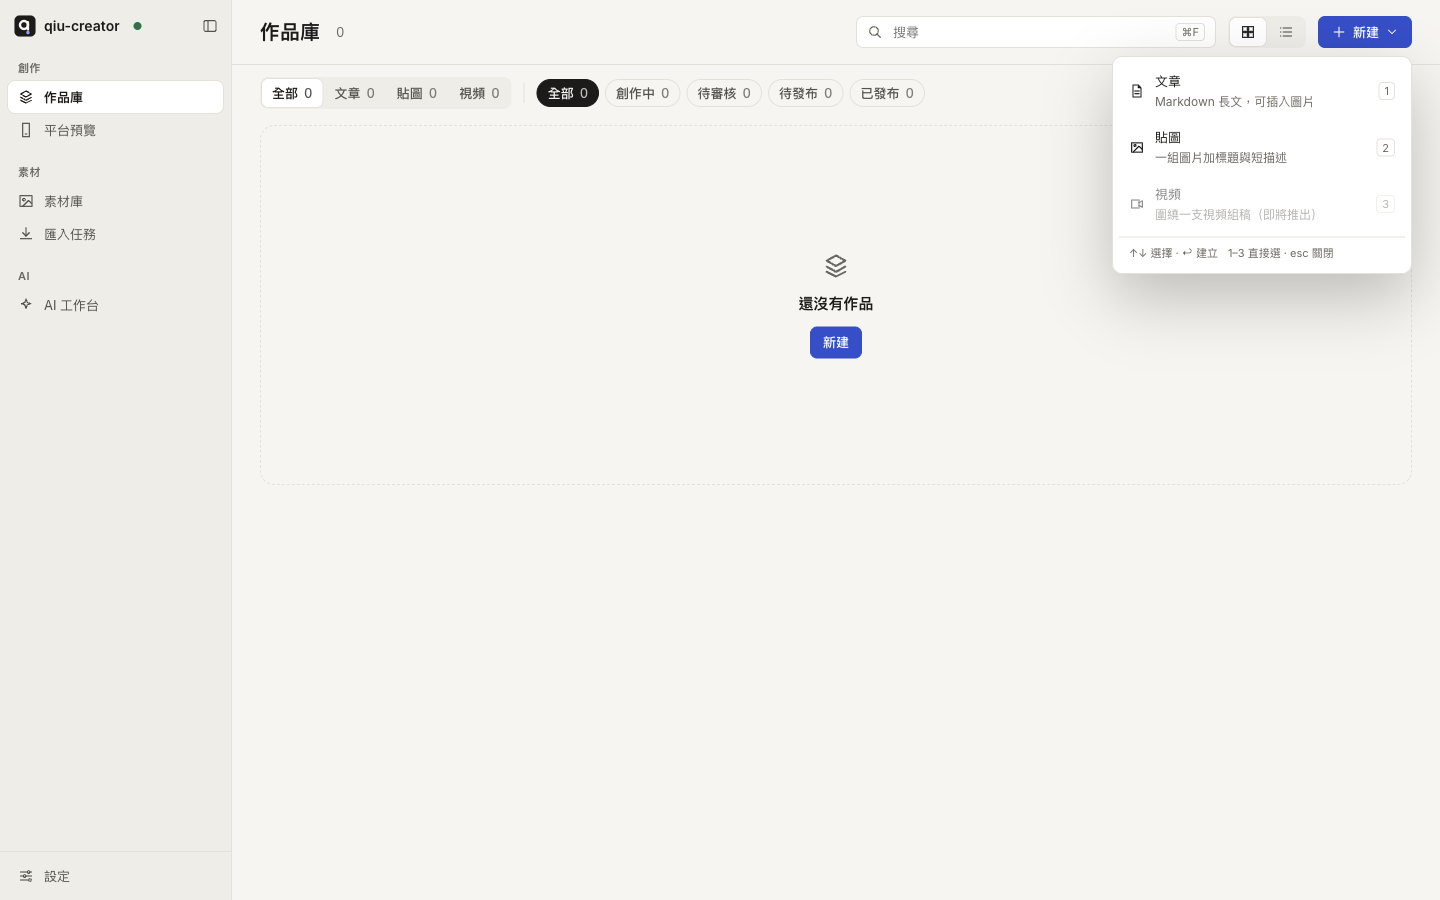 qiu-creator
創作
作品庫
平台預覽
素材
素材庫
匯入任務
AI
AI 工作台
設定
作品庫 0
搜尋 ⌘F
新建
全部 0 文章 0 貼圖 0 視頻 0
全部 0 創作中 0 待審核 0 待發布 0 已發布 0
還沒有作品
新建
文章 1
Markdown 長文，可插入圖片
貼圖 2
一組圖片加標題與短描述
視頻 3
圍繞一支視頻組稿（即將推出）
↑↓ 選擇 · ↩ 建立 1–3 直接選 · esc 關閉